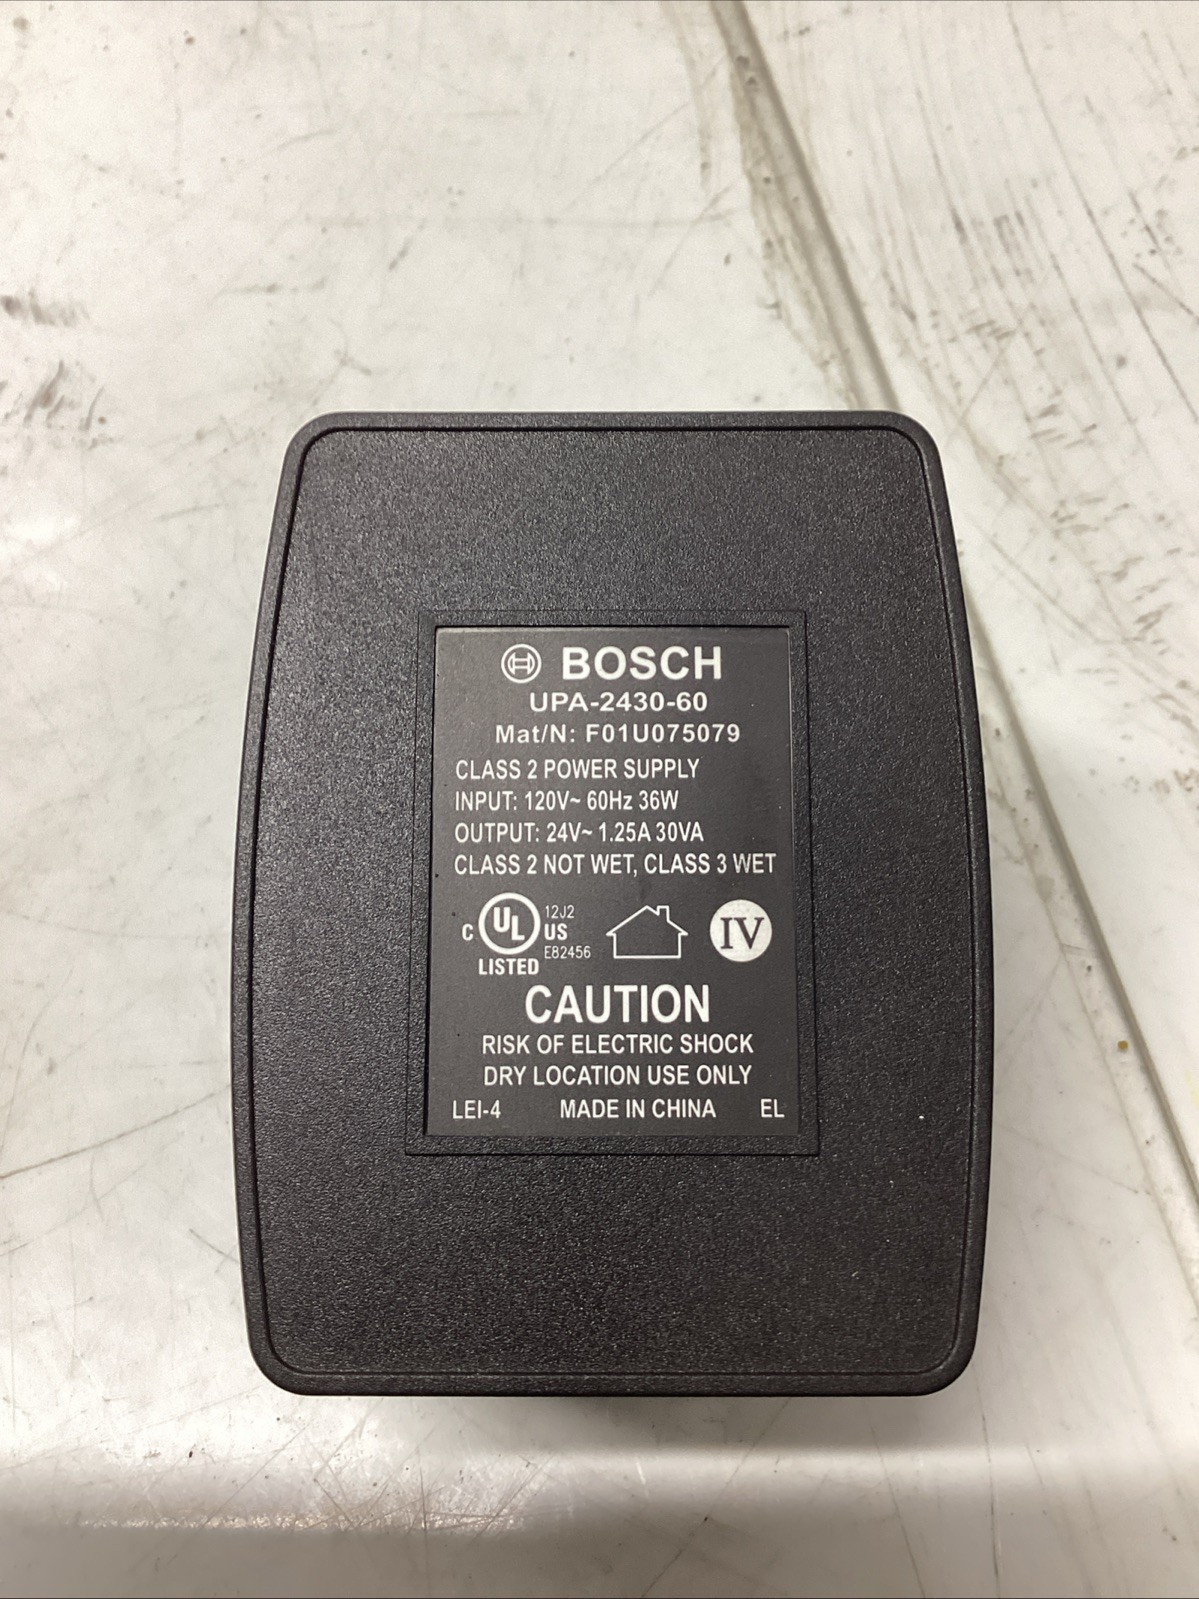 BOSCH
UPA-2430-60
Mat/N: F01U075079
CLASS 2 POWER SUPPLY
INPUT: 120V~ 60Hz 36W
OUTPUT: 24V~ 1.25A 30VA
CLASS 2 NOT WET, CLASS 3 WET
C UL US 12J2
E82456
LISTED
IV
CAUTION
RISK OF ELECTRIC SHOCK
DRY LOCATION USE ONLY
LEI-4 MADE IN CHINA EL